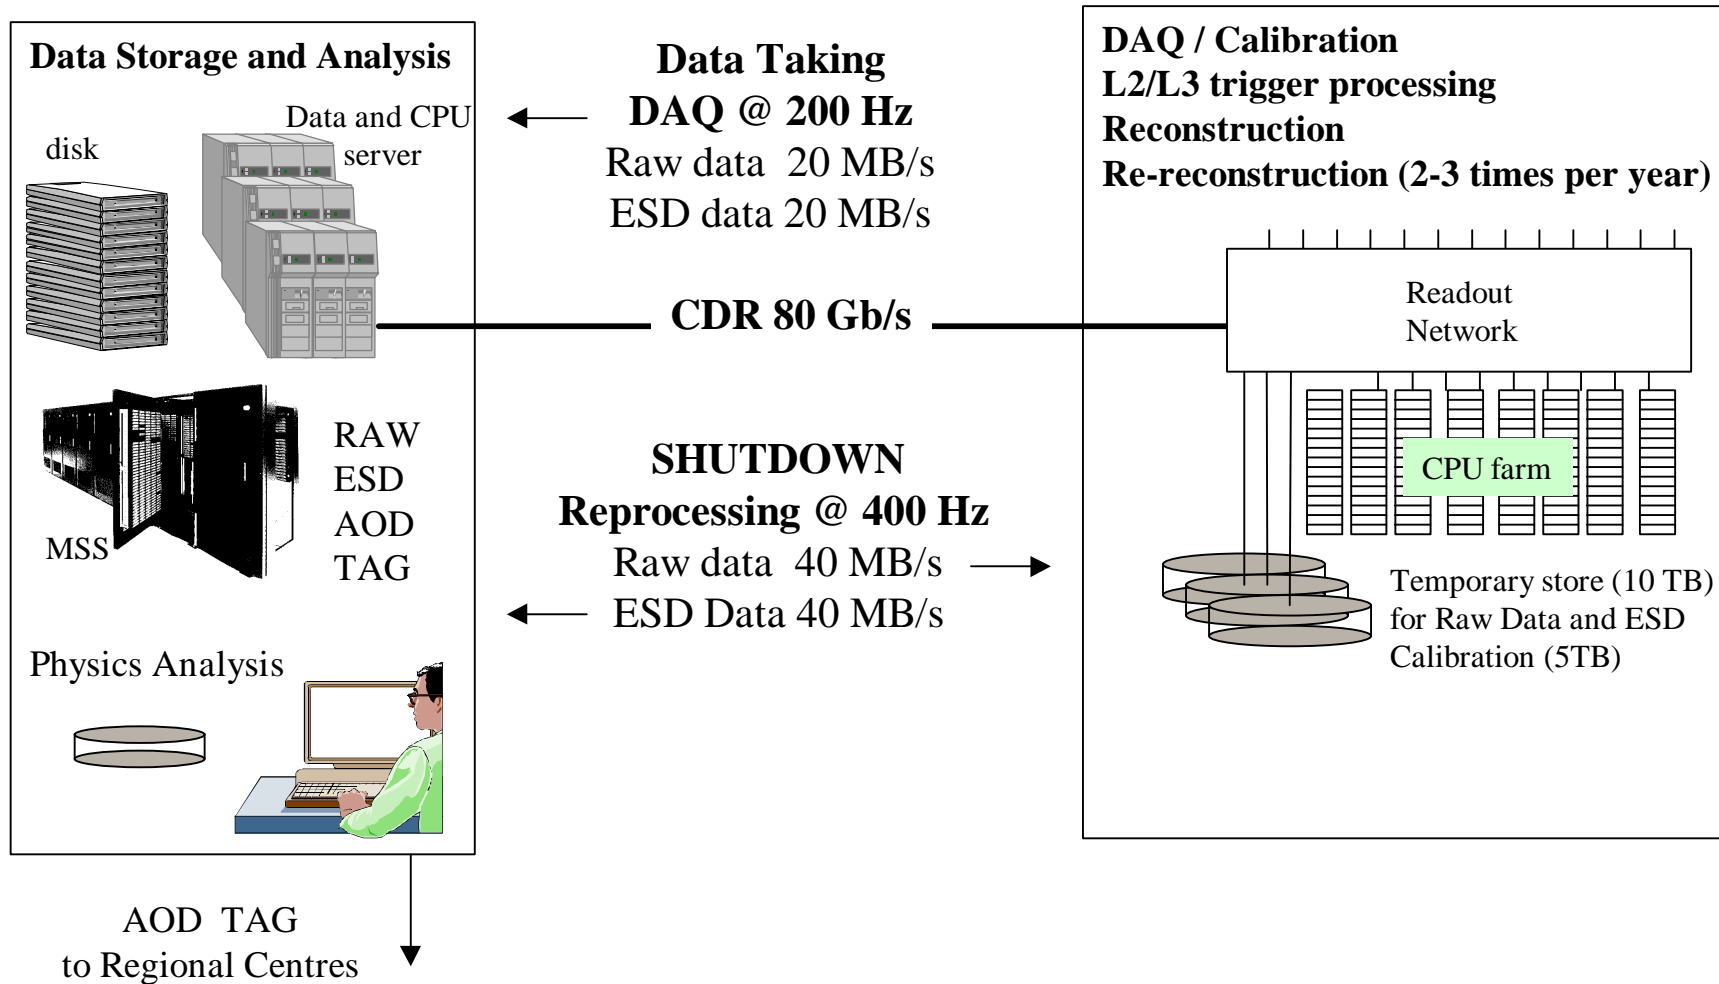 Data Storage and Analysis
Data and CPU
server
disk
MSS
RAW
ESD
AOD
TAG
Physics Analysis
AOD TAG
to Regional Centres
Data Taking
DAQ @ 200 Hz
Raw data 20 MB/s
ESD data 20 MB/s
CDR 80 Gb/s
SHUTDOWN
Reprocessing @ 400 Hz
Raw data 40 MB/s
ESD Data 40 MB/s
DAQ / Calibration
L2/L3 trigger processing
Reconstruction
Re-reconstruction (2-3 times per year)
Readout
Network
CPU farm
Temporary store (10 TB)
for Raw Data and ESD
Calibration (5TB)